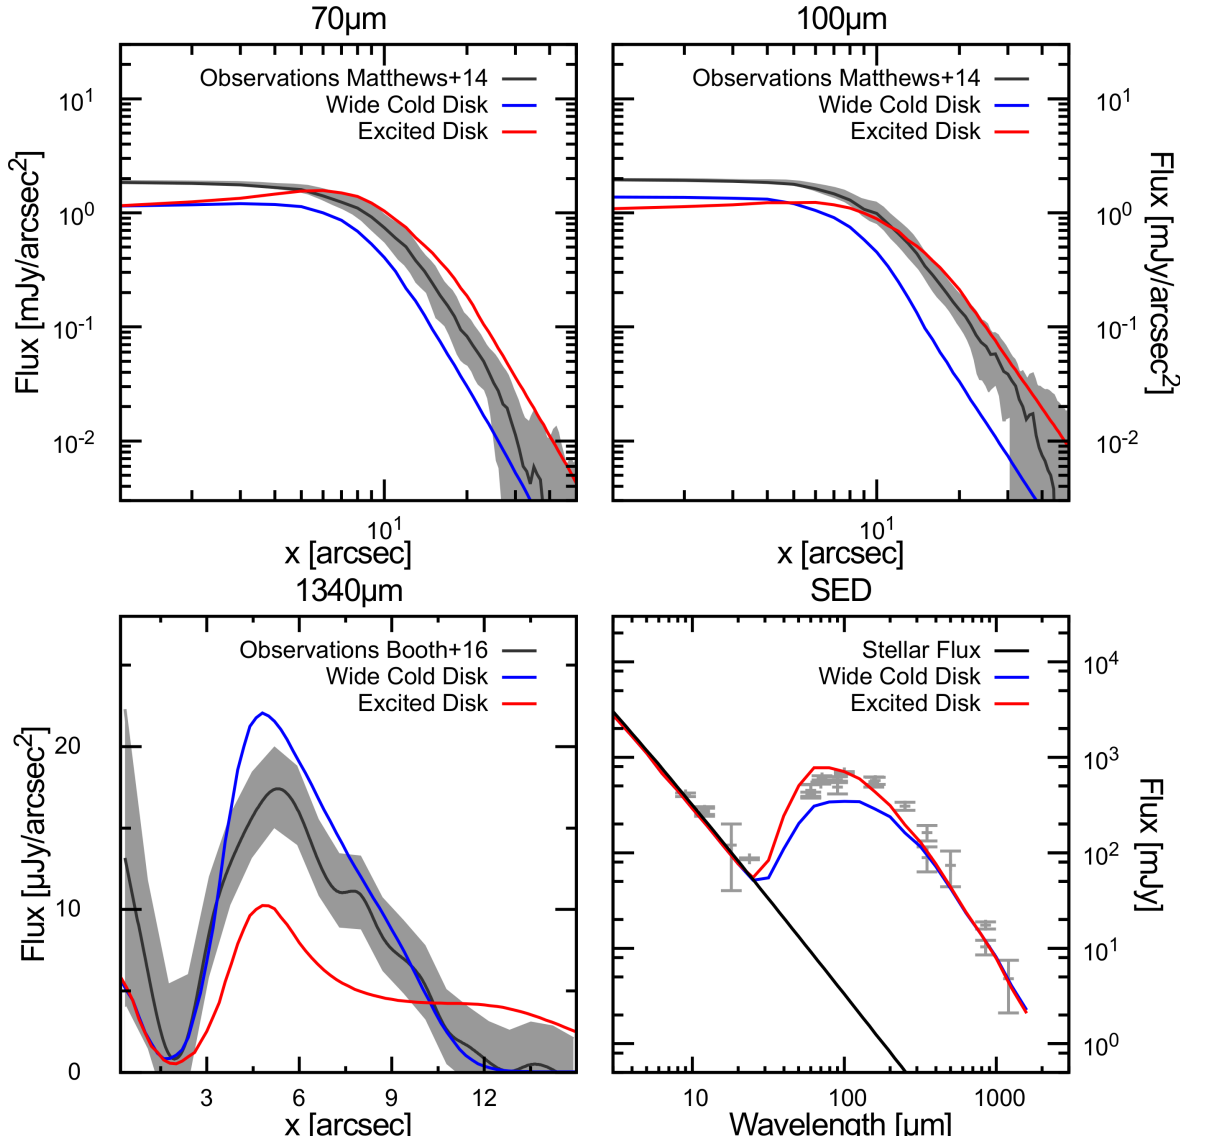 70µm
Observations Matthews+14
Wide Cold Disk
Excited Disk
10^1
10^0
10^-1
10^-2
Flux [mJy/arcsec^2]
10^1
x [arcsec]
100µm
Observations Matthews+14
Wide Cold Disk
Excited Disk
10^1
10^0
10^-1
10^-2
Flux [mJy/arcsec^2]
10^1
x [arcsec]
1340µm
Observations Booth+16
Wide Cold Disk
Excited Disk
20
10
0
Flux [µJy/arcsec^2]
3 6 9 12
x [arcsec]
SED
Stellar Flux
Wide Cold Disk
Excited Disk
10^4
10^3
10^2
10^1
10^0
Flux [mJy]
10 100 1000
Wavelength [µm]